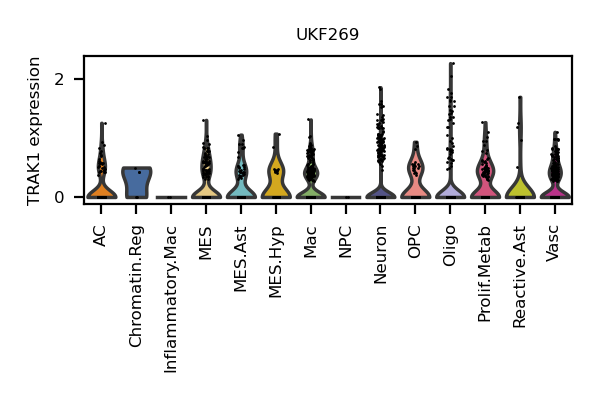 UKF269
TRAK1 expression
2
0
AC
Chromatin.Reg
Inflammatory.Mac
MES
MES.Ast
MES.Hyp
Mac
NPC
Neuron
OPC
Oligo
Prolif.Metab
Reactive.Ast
Vasc